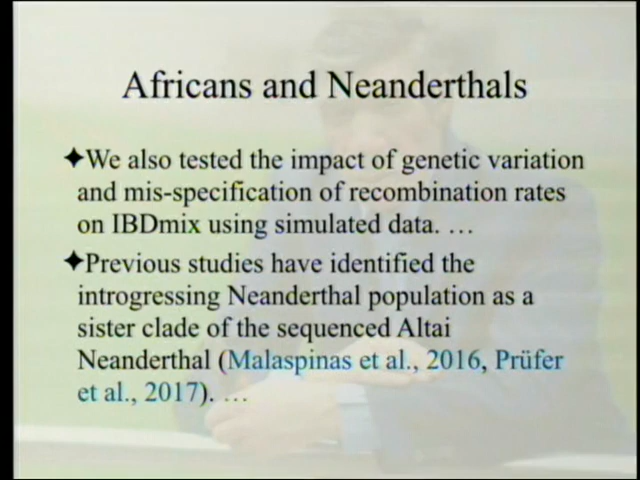 Africans and Neanderthals
✦We also tested the impact of genetic variation
and mis-specification of recombination rates
on IBDmix using simulated data. …
✦Previous studies have identified the
introgressing Neanderthal population as a
sister clade of the sequenced Altai
Neanderthal (Malaspinas et al., 2016, Prüfer
et al., 2017). …